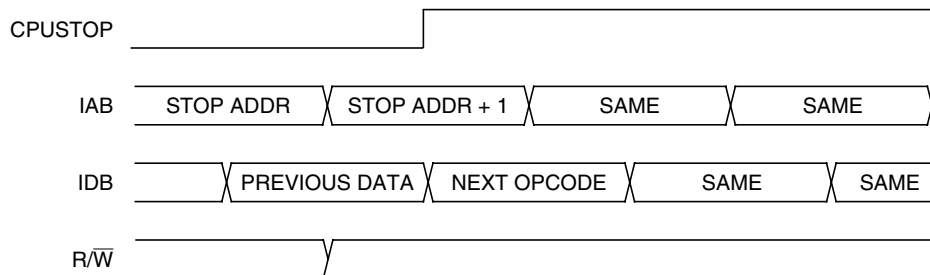 CPUSTOP
IAB STOP ADDR STOP ADDR + 1 SAME SAME
IDB PREVIOUS DATA NEXT OPCODE SAME SAME
R/W̅